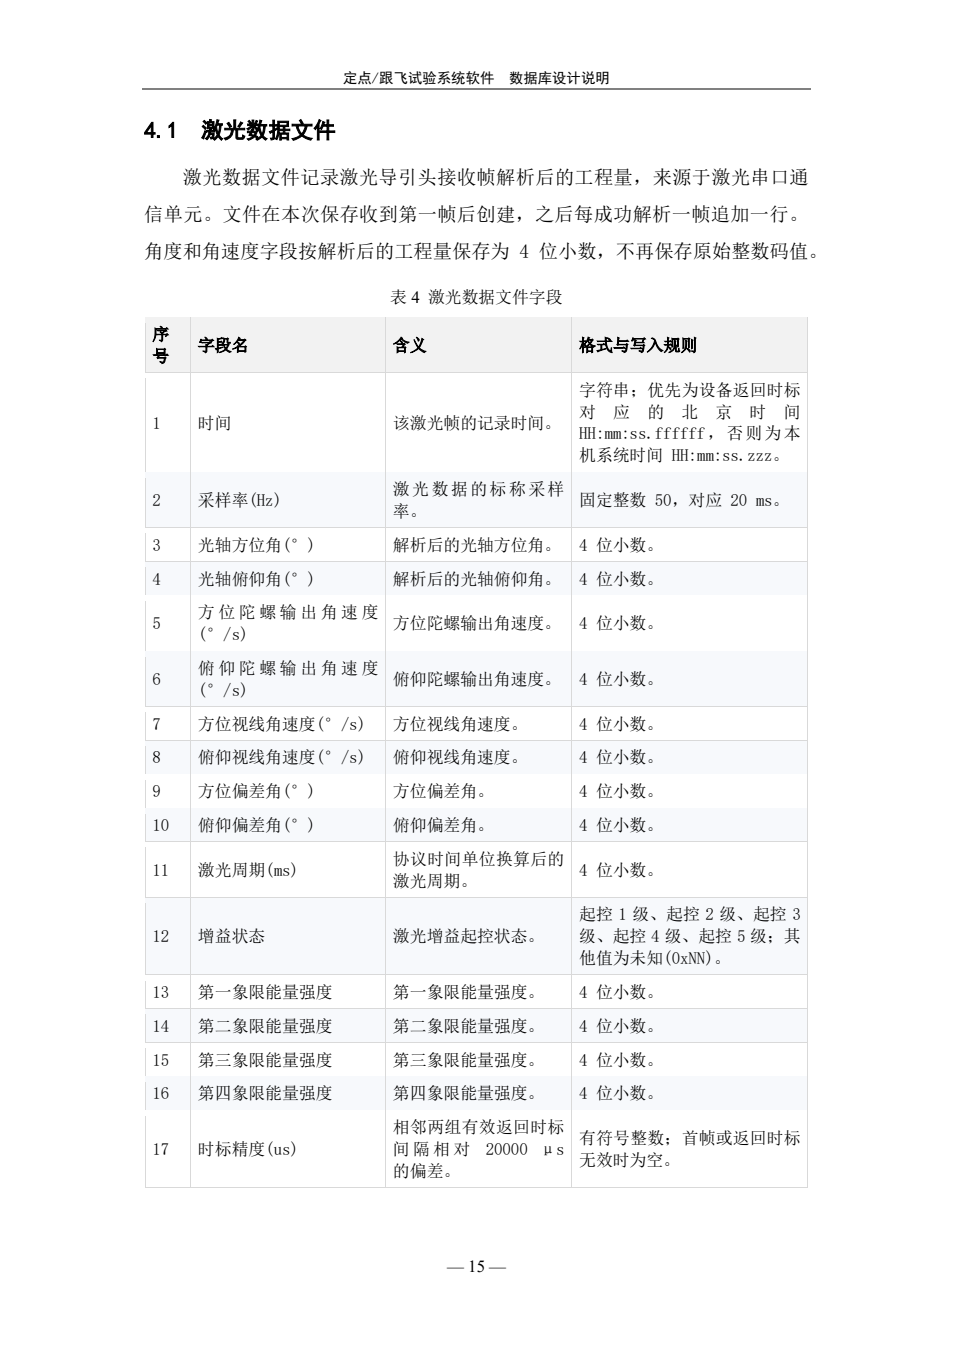 定点/跟飞试验系统软件　数据库设计说明
4.1　激光数据文件
激光数据文件记录激光导引头接收帧解析后的工程量，来源于激光串口通
信单元。文件在本次保存收到第一帧后创建，之后每成功解析一帧追加一行。
角度和角速度字段按解析后的工程量保存为 4 位小数，不再保存原始整数码值。
表 4 激光数据文件字段
序
号
字段名
含义
格式与写入规则
1
时间
该激光帧的记录时间。
字符串；优先为设备返回时标
对应的北京时间
HH:mm:ss.ffffff，否则为本
机系统时间 HH:mm:ss.zzz。
2
采样率(Hz)
激光数据的标称采样
率。
固定整数 50，对应 20 ms。
3
光轴方位角(°)
解析后的光轴方位角。
4 位小数。
4
光轴俯仰角(°)
解析后的光轴俯仰角。
4 位小数。
5
方位陀螺输出角速度
(°/s)
方位陀螺输出角速度。
4 位小数。
6
俯仰陀螺输出角速度
(°/s)
俯仰陀螺输出角速度。
4 位小数。
7
方位视线角速度(°/s)
方位视线角速度。
4 位小数。
8
俯仰视线角速度(°/s)
俯仰视线角速度。
4 位小数。
9
方位偏差角(°)
方位偏差角。
4 位小数。
10
俯仰偏差角(°)
俯仰偏差角。
4 位小数。
11
激光周期(ms)
协议时间单位换算后的
激光周期。
4 位小数。
12
增益状态
激光增益起控状态。
起控 1 级、起控 2 级、起控 3
级、起控 4 级、起控 5 级；其
他值为未知(0xNN)。
13
第一象限能量强度
第一象限能量强度。
4 位小数。
14
第二象限能量强度
第二象限能量强度。
4 位小数。
15
第三象限能量强度
第三象限能量强度。
4 位小数。
16
第四象限能量强度
第四象限能量强度。
4 位小数。
17
时标精度(us)
相邻两组有效返回时标
间隔相对 20000 μs
的偏差。
有符号整数；首帧或返回时标
无效时为空。
— 15 —